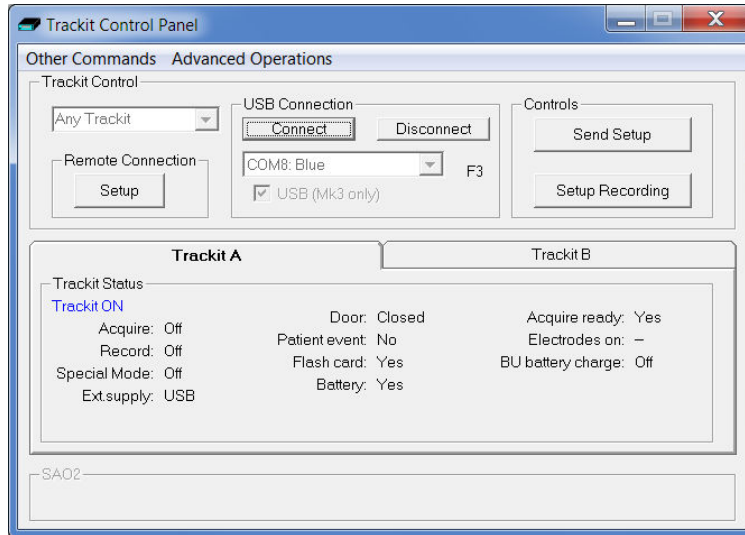 Trackit Control Panel
Other Commands Advanced Operations
Trackit Control
Any Trackit
Remote Connection
Setup
USB Connection
Connect Disconnect
COM8: Blue F3
USB (Mk3 only)
Controls
Send Setup
Setup Recording
Trackit A Trackit B
Trackit Status
Trackit ON
Acquire: Off
Record: Off
Special Mode: Off
Ext.supply: USB
Door: Closed
Patient event: No
Flash card: Yes
Battery: Yes
Acquire ready: Yes
Electrodes on: –
BU battery charge: Off
SAO2